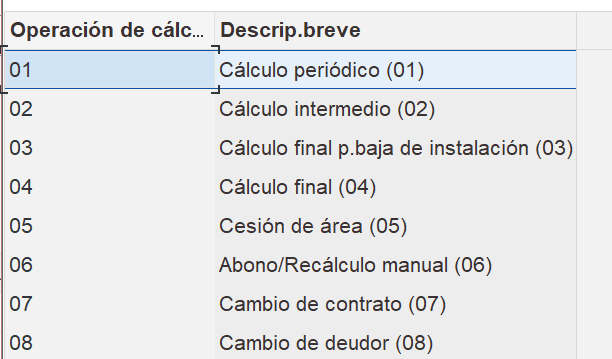 Operación de cálc... Descrip.breve
01 Cálculo periódico (01)
02 Cálculo intermedio (02)
03 Cálculo final p.baja de instalación (03)
04 Cálculo final (04)
05 Cesión de área (05)
06 Abono/Recálculo manual (06)
07 Cambio de contrato (07)
08 Cambio de deudor (08)